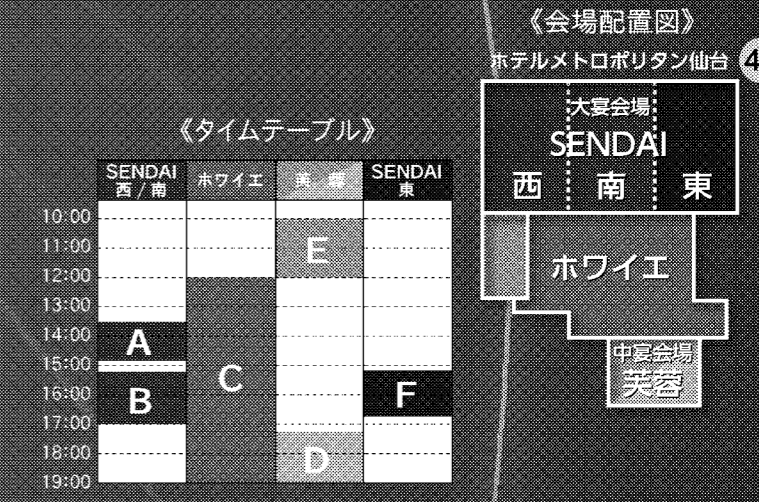 《会場配置図》
ホテルメトロポリタン仙台 4
大宴会場
SENDAI
西 南 東
ホワイエ
中宴会場
芙蓉
《タイムテーブル》
SENDAI
西 / 南
ホワイエ
芙 蓉
SENDAI
東
10:00
11:00
E
12:00
13:00
14:00
A
15:00
C
16:00
B
F
17:00
18:00
D
19:00